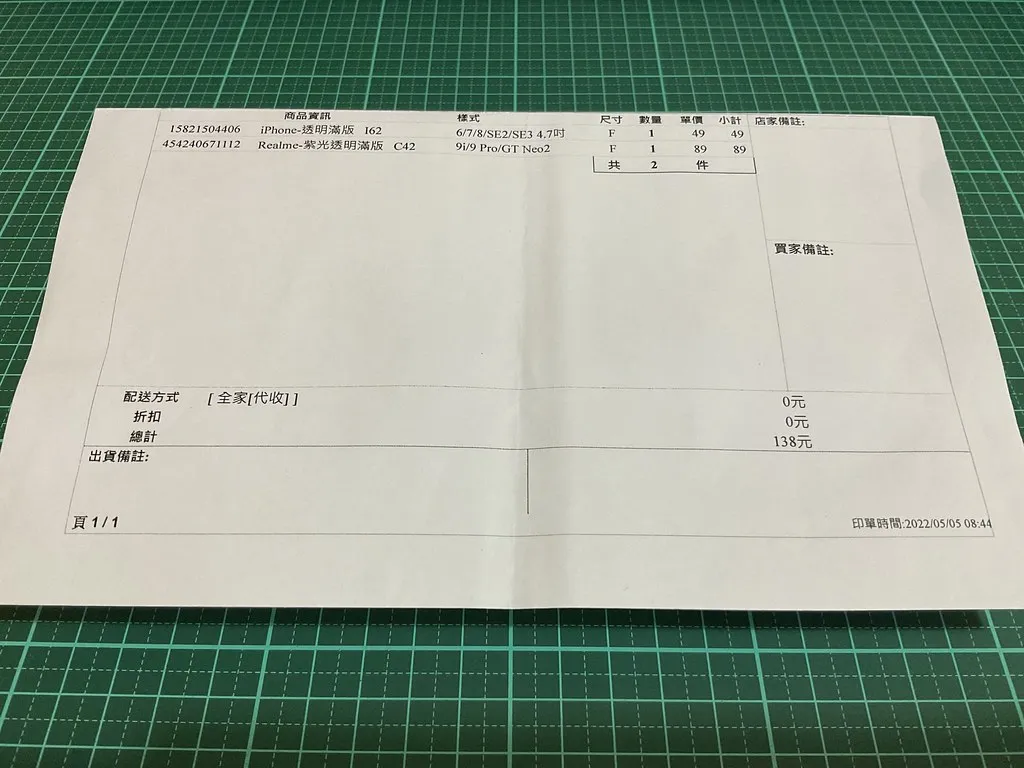 商品資訊 樣式 尺寸 數量 單價 小計 店家備註:
15821504406 iPhone-透明滿版 I62 6/7/8/SE2/SE3 4.7吋 F 1 49 49
454240671112 Realme-紫光透明滿版 C42 9i/9 Pro/GT Neo2 F 1 89 89
共 2 件
買家備註:
配送方式 [ 全家[代收] ] 0元
折扣 0元
總計 138元
出貨備註:
頁 1 / 1 印單時間:2022/05/05 08:44